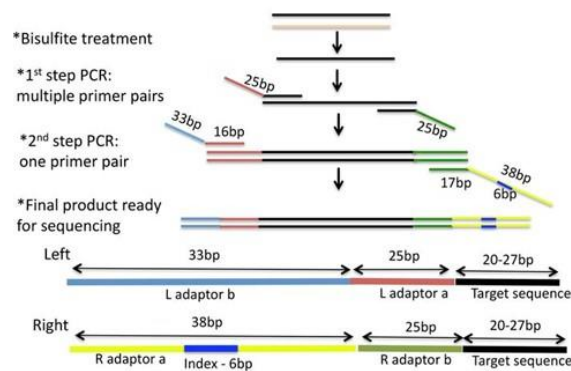 *Bisulfite treatment
*1st step PCR:
multiple primer pairs
25bp
25bp
33bp
16bp
*2nd step PCR:
one primer pair
38bp
17bp
6bp
*Final product ready
for sequencing
Left
33bp
25bp
20-27bp
L adaptor b
L adaptor a
Target sequence
Right
38bp
25bp
20-27bp
R adaptor a
Index - 6bp
R adaptor b
Target sequence